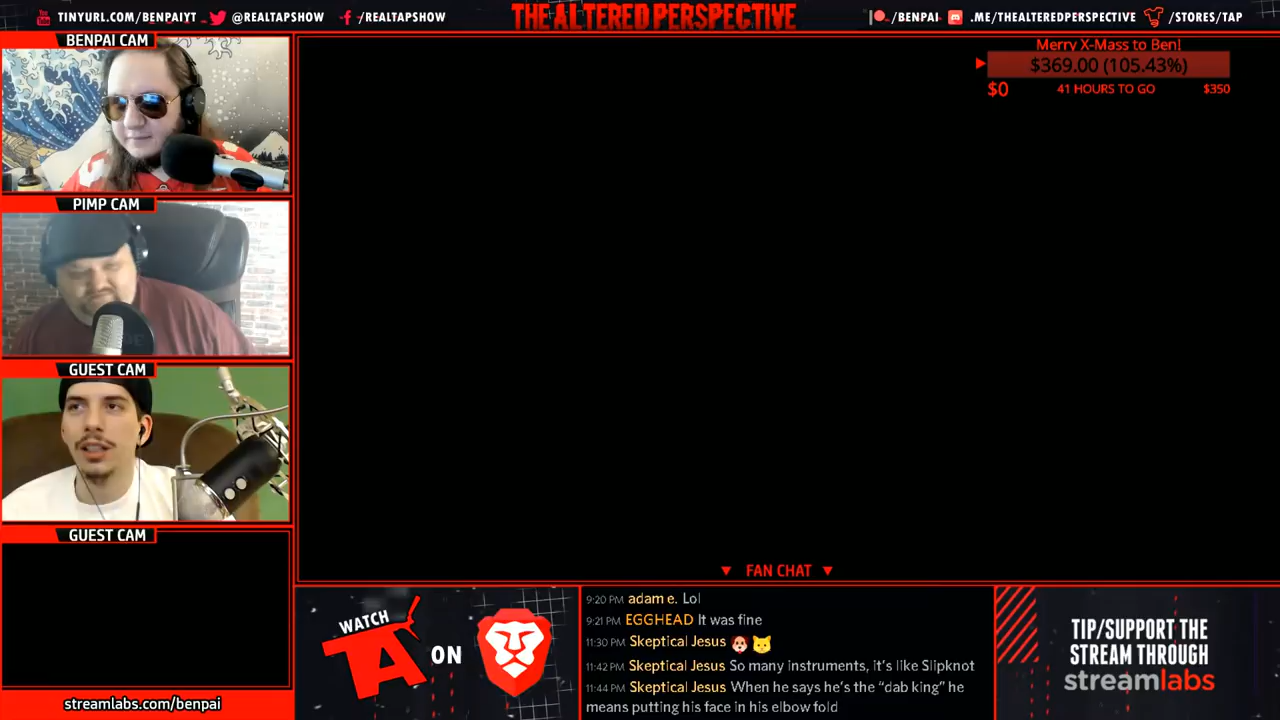 TINYURL.COM/BENPAIYT @REALTAPSHOW /REALTAPSHOW
THE ALTERED PERSPECTIVE
/BENPAI .ME/THEALTEREDPERSPECTIVE /STORES/TAP
BENPAI CAM
Merry X-Mass to Ben!
$369.00 (105.43%)
$0 41 HOURS TO GO $350
PIMP CAM
GUEST CAM
GUEST CAM
streamlabs.com/benpai
FAN CHAT
WATCH
TA ON
9:20 PM adam e. Lol
9:21 PM EGGHEAD It was fine
11:30 PM Skeptical Jesus 🐶 🐱
11:42 PM Skeptical Jesus So many instruments, it's like Slipknot
11:44 PM Skeptical Jesus When he says he's the “dab king” he
means putting his face in his elbow fold
TIP/SUPPORT THE
STREAM THROUGH
streamlabs